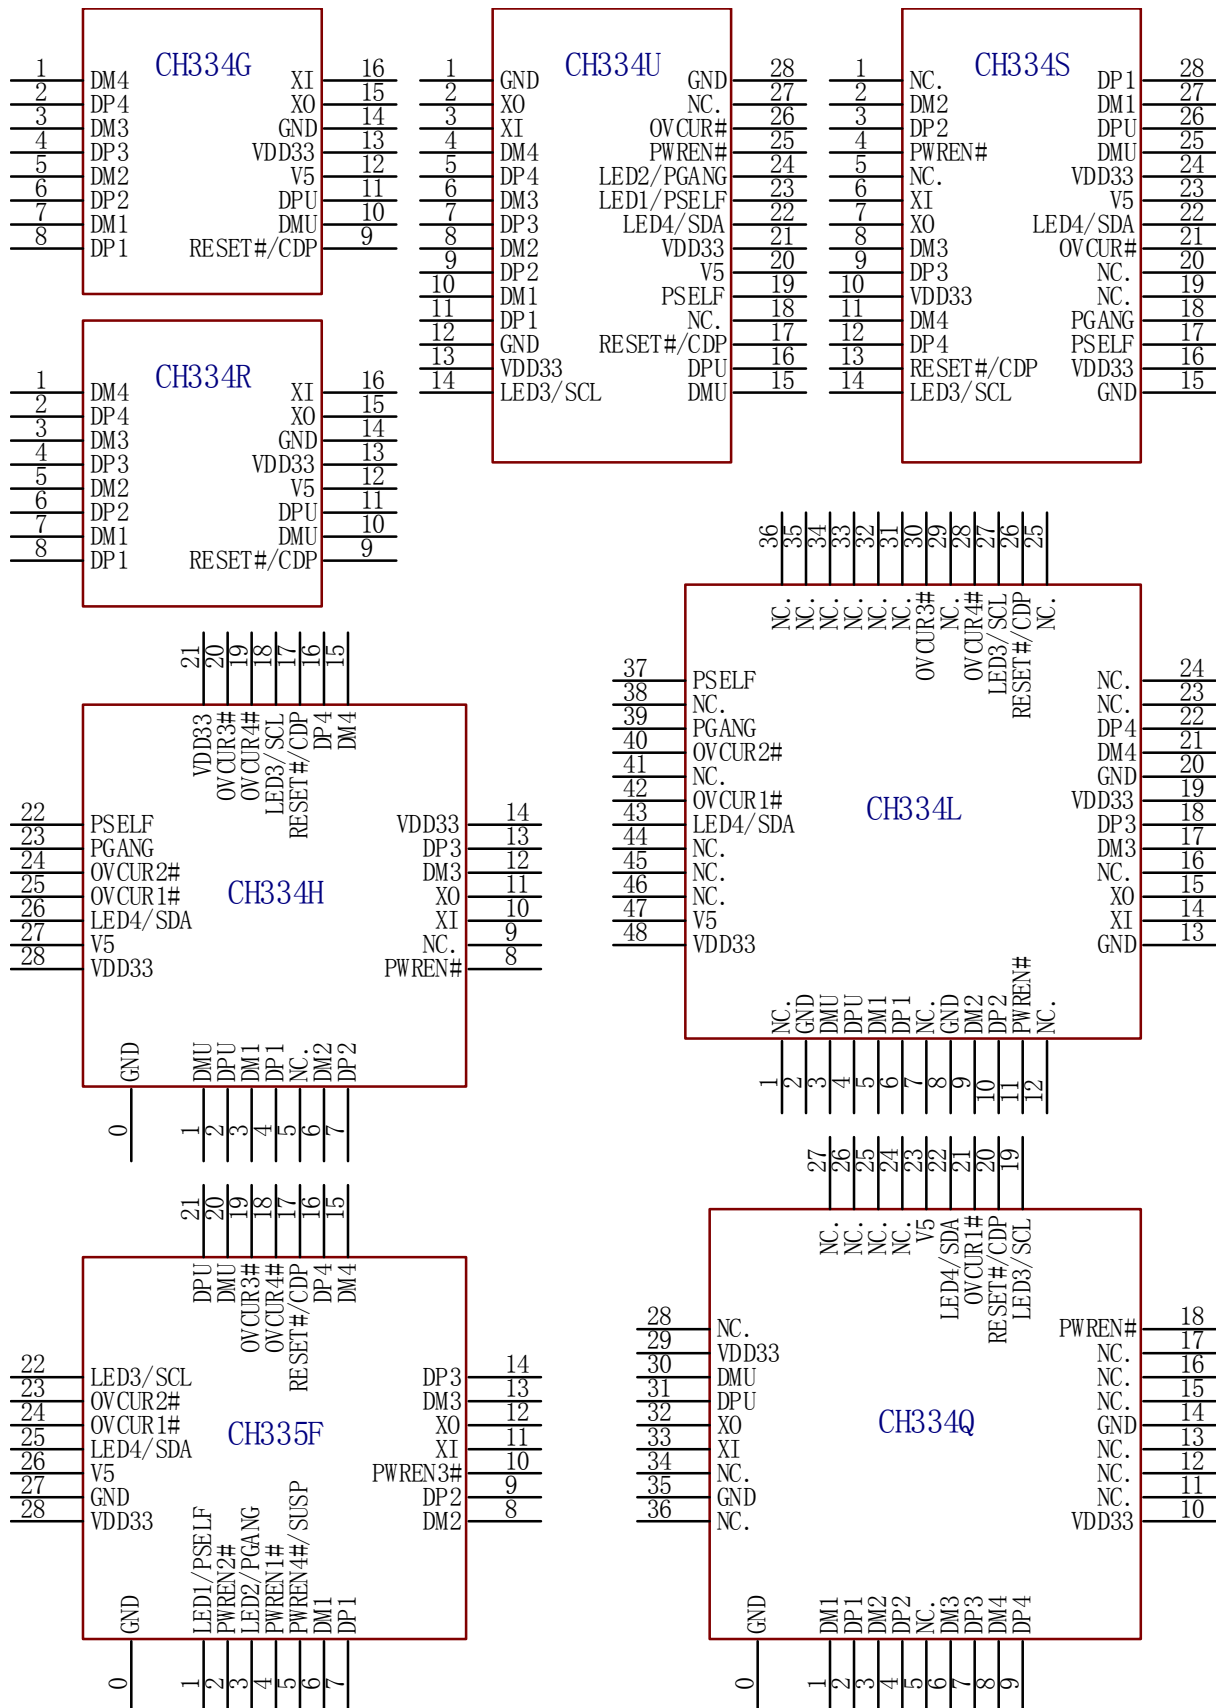 CH334G
1 DM4 XI 16
2 DP4 XO 15
3 DM3 GND 14
4 DP3 VDD33 13
5 DM2 V5 12
6 DP2 DPU 11
7 DM1 DMU 10
8 DP1 RESET#/CDP 9
CH334U
1 GND GND 28
2 XO NC. 27
3 XI OVCUR# 26
4 DM4 PWREN# 25
5 DP4 LED2/PGANG 24
6 DM3 LED1/PSELF 23
7 DP3 LED4/SDA 22
8 DM2 VDD33 21
9 DP2 V5 20
10 DM1 PSELF 19
11 DP1 NC. 18
12 GND RESET#/CDP 17
13 VDD33 DPU 16
14 LED3/SCL DMU 15
CH334S
1 NC. DP1 28
2 DM2 DM1 27
3 DP2 DPU 26
4 PWREN# DMU 25
5 NC. VDD33 24
6 XI V5 23
7 XO LED4/SDA 22
8 DM3 OVCUR# 21
9 DP3 NC. 20
10 VDD33 NC. 19
11 DM4 PGANG 18
12 DP4 PSELF 17
13 RESET#/CDP VDD33 16
14 LED3/SCL GND 15
CH334R
1 DM4 XI 16
2 DP4 XO 15
3 DM3 GND 14
4 DP3 VDD33 13
5 DM2 V5 12
6 DP2 DPU 11
7 DM1 DMU 10
8 DP1 RESET#/CDP 9
21 VDD33
20 OVCUR3#
19 OVCUR4#
18 LED3/SCL
17 RESET#/CDP
16 DP4
15 DM4
22 PSELF VDD33 14
23 PGANG DP3 13
24 OVCUR2# DM3 12
25 OVCUR1# XO 11
26 LED4/SDA XI 10
27 V5 NC. 9
28 VDD33 PWREN# 8
CH334H
0 GND
1 DMU
2 DPU
3 DM1
4 DP1
5 NC.
6 DM2
7 DP2
36 NC.
35 NC.
34 NC.
33 NC.
32 NC.
31 NC.
30 OVCUR3#
29 NC.
28 OVCUR4#
27 LED3/SCL
26 RESET#/CDP
25 NC.
37 PSELF NC. 24
38 NC. NC. 23
39 PGANG DP4 22
40 OVCUR2# DM4 21
41 NC. GND 20
42 OVCUR1# VDD33 19
43 LED4/SDA DP3 18
44 NC. DM3 17
45 NC. NC. 16
46 NC. XO 15
47 V5 XI 14
48 VDD33 GND 13
CH334L
1 NC.
2 GND
3 DMU
4 DPU
5 DM1
6 DP1
7 NC.
8 GND
9 DM2
10 DP2
11 PWREN#
12 NC.
21 DPU
20 DMU
19 OVCUR3#
18 OVCUR4#
17 RESET#/CDP
16 DP4
15 DM4
22 LED3/SCL DP3 14
23 OVCUR2# DM3 13
24 OVCUR1# XO 12
25 LED4/SDA XI 11
26 V5 PWREN3# 10
27 GND DP2 9
28 VDD33 DM2 8
CH335F
0 GND
1 LED1/PSELF
2 PWREN2#
3 LED2/PGANG
4 PWREN1#
5 PWREN4#/SUSP
6 DM1
7 DP1
27 NC.
26 NC.
25 NC.
24 NC.
23 V5
22 LED4/SDA
21 OVCUR1#
20 RESET#/CDP
19 LED3/SCL
28 NC. PWREN# 18
29 VDD33 NC. 17
30 DMU NC. 16
31 DPU NC. 15
32 XO GND 14
33 XI NC. 13
34 NC. NC. 12
35 GND NC. 11
36 NC. VDD33 10
CH334Q
0 GND
1 DM1
2 DP1
3 DM2
4 DP2
5 NC.
6 DM3
7 DP3
8 DM4
9 DP4